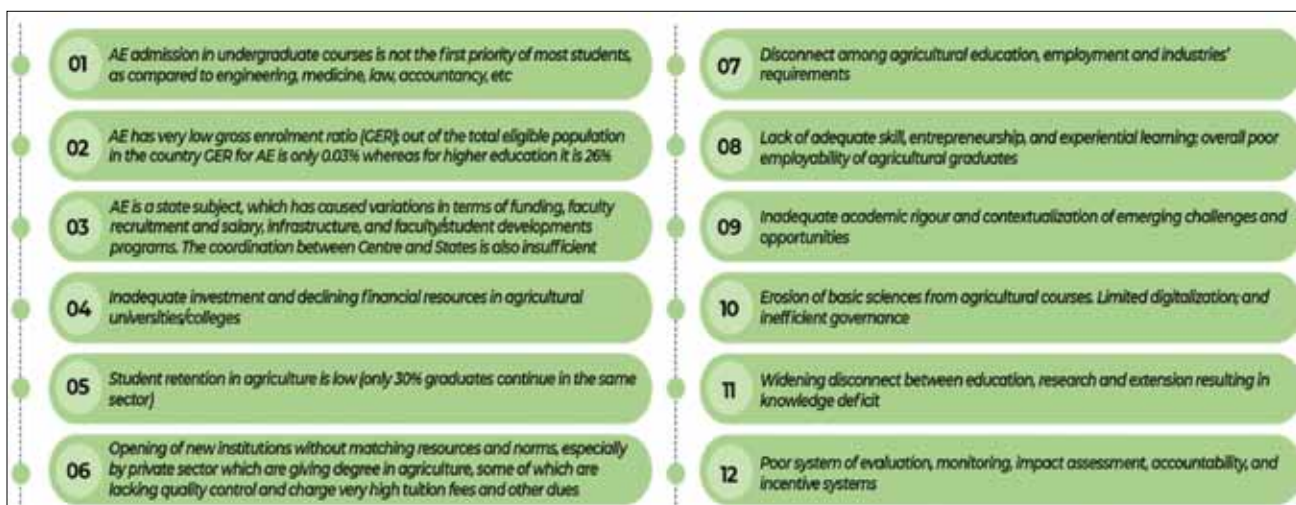 01
AE admission in undergraduate courses is not the first priority of most students,
as compared to engineering, medicine, law, accountancy, etc
02
AE has very low gross enrolment ratio (GER); out of the total eligible population
in the country GER for AE is only 0.03% whereas for higher education it is 26%
03
AE is a state subject, which has caused variations in terms of funding, faculty
recruitment and salary, infrastructure, and faculty/student developments
programs. The coordination between Centre and States is also insufficient
04
Inadequate investment and declining financial resources in agricultural
universities/colleges
05
Student retention in agriculture is low (only 30% graduates continue in the same
sector)
06
Opening of new institutions without matching resources and norms, especially
by private sector which are giving degree in agriculture, some of which are
lacking quality control and charge very high tuition fees and other dues
07
Disconnect among agricultural education, employment and industries'
requirements
08
Lack of adequate skill, entrepreneurship, and experiential learning; overall poor
employability of agricultural graduates
09
Inadequate academic rigour and contextualization of emerging challenges and
opportunities
10
Erosion of basic sciences from agricultural courses. Limited digitalization; and
inefficient governance
11
Widening disconnect between education, research and extension resulting in
knowledge deficit
12
Poor system of evaluation, monitoring, impact assessment, accountability, and
incentive systems